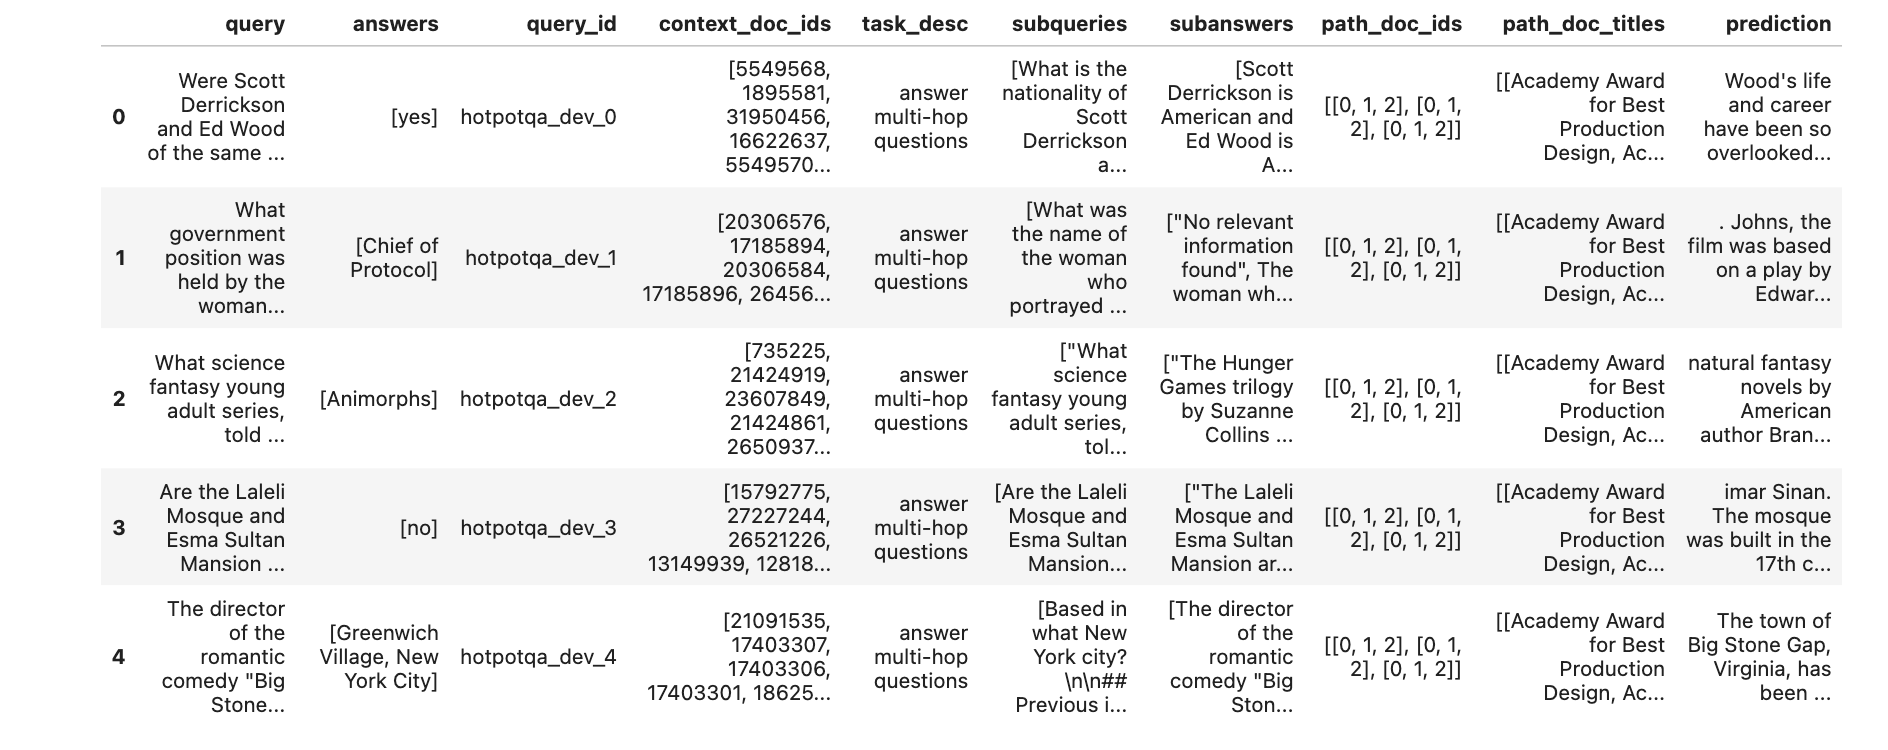 query answers query_id context_doc_ids task_desc subqueries subanswers path_doc_ids path_doc_titles prediction
0
Were Scott
Derrickson
and Ed Wood
of the same ...
[yes]
hotpotqa_dev_0
[5549568,
1895581,
31950456,
16622637,
5549570...
answer
multi-hop
questions
[What is the
nationality of
Scott
Derrickson
a...
[Scott
Derrickson is
American and
Ed Wood is
A...
[[0, 1, 2], [0, 1,
2], [0, 1, 2]]
[[Academy Award
for Best
Production
Design, Ac...
Wood's life
and career
have been so
overlooked...
1
What
government
position was
held by the
woman...
[Chief of
Protocol]
hotpotqa_dev_1
[20306576,
17185894,
20306584,
17185896, 26456...
answer
multi-hop
questions
[What was
the name of
the woman
who
portrayed ...
["No relevant
information
found", The
woman wh...
[[0, 1, 2], [0, 1,
2], [0, 1, 2]]
[[Academy Award
for Best
Production
Design, Ac...
. Johns, the
film was based
on a play by
Edwar...
2
What science
fantasy young
adult series,
told ...
[Animorphs]
hotpotqa_dev_2
[735225,
21424919,
23607849,
21424861,
2650937...
answer
multi-hop
questions
["What
science
fantasy young
adult series,
tol...
["The Hunger
Games trilogy
by Suzanne
Collins ...
[[0, 1, 2], [0, 1,
2], [0, 1, 2]]
[[Academy Award
for Best
Production
Design, Ac...
natural fantasy
novels by
American
author Bran...
3
Are the Laleli
Mosque and
Esma Sultan
Mansion ...
[no]
hotpotqa_dev_3
[15792775,
27227244,
26521226,
13149939, 12818...
answer
multi-hop
questions
[Are the Laleli
Mosque and
Esma Sultan
Mansion...
["The Laleli
Mosque and
Esma Sultan
Mansion ar...
[[0, 1, 2], [0, 1,
2], [0, 1, 2]]
[[Academy Award
for Best
Production
Design, Ac...
imar Sinan.
The mosque
was built in the
17th c...
4
The director
of the
romantic
comedy "Big
Stone...
[Greenwich
Village, New
York City]
hotpotqa_dev_4
[21091535,
17403307,
17403306,
17403301, 18625...
answer
multi-hop
questions
[Based in
what New
York city?
\n\n##
Previous i...
[The director
of the
romantic
comedy "Big
Ston...
[[0, 1, 2], [0, 1,
2], [0, 1, 2]]
[[Academy Award
for Best
Production
Design, Ac...
The town of
Big Stone Gap,
Virginia, has
been ...